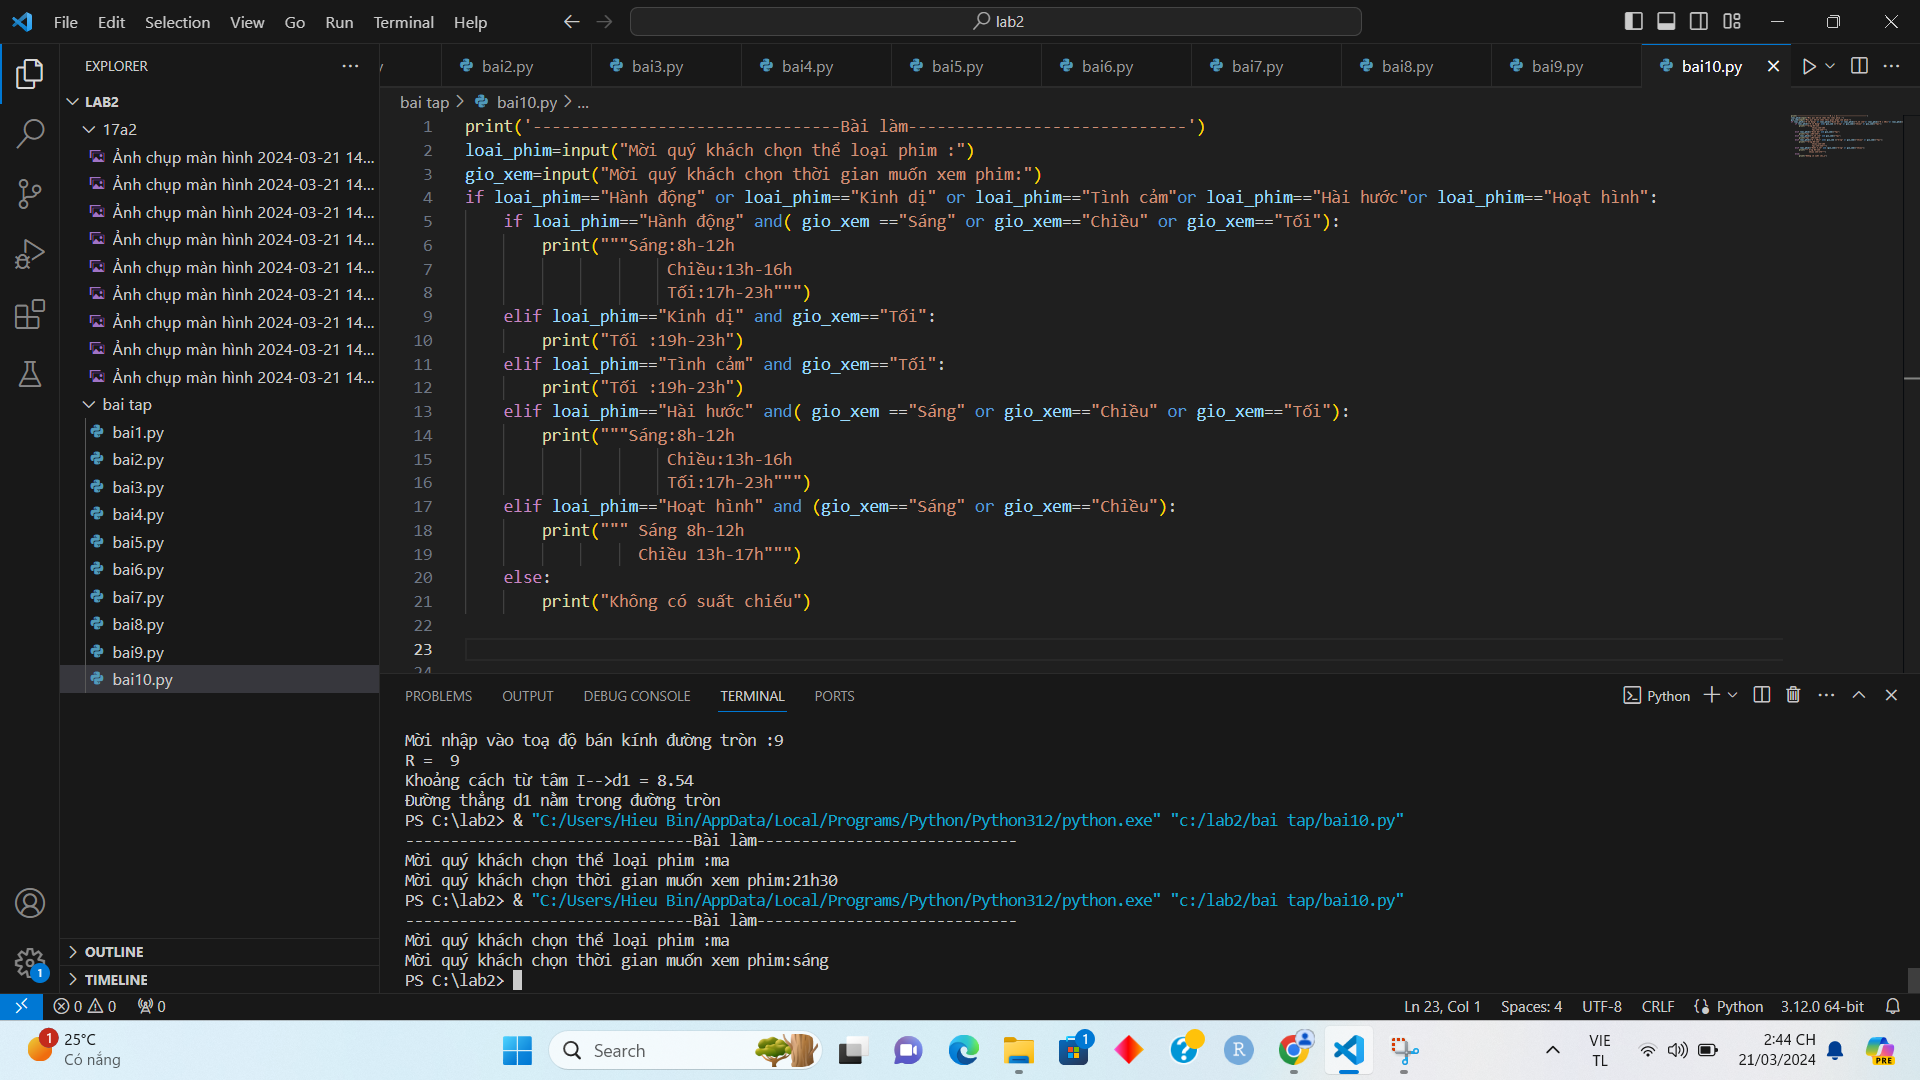 File Edit Selection View Go Run Terminal Help
lab2
EXPLORER
bai2.py bai3.py bai4.py bai5.py bai6.py bai7.py bai8.py bai9.py bai10.py
LAB2
17a2
Ảnh chụp màn hình 2024-03-21 14...
Ảnh chụp màn hình 2024-03-21 14...
Ảnh chụp màn hình 2024-03-21 14...
Ảnh chụp màn hình 2024-03-21 14...
Ảnh chụp màn hình 2024-03-21 14...
Ảnh chụp màn hình 2024-03-21 14...
Ảnh chụp màn hình 2024-03-21 14...
Ảnh chụp màn hình 2024-03-21 14...
Ảnh chụp màn hình 2024-03-21 14...
bai tap
bai1.py
bai2.py
bai3.py
bai4.py
bai5.py
bai6.py
bai7.py
bai8.py
bai9.py
bai10.py
OUTLINE
TIMELINE
bai tap > bai10.py > ...
1 print('--------------------------------Bài làm-----------------------------')
2 loai_phim=input("Mời quý khách chọn thể loại phim :")
3 gio_xem=input("Mời quý khách chọn thời gian muốn xem phim:")
4 if loai_phim=="Hành động" or loai_phim=="Kinh dị" or loai_phim=="Tình cảm"or loai_phim=="Hài hước"or loai_phim=="Hoạt hình":
5 if loai_phim=="Hành động" and( gio_xem =="Sáng" or gio_xem=="Chiều" or gio_xem=="Tối"):
6 print("""Sáng:8h-12h
7 Chiều:13h-16h
8 Tối:17h-23h""")
9 elif loai_phim=="Kinh dị" and gio_xem=="Tối":
10 print("Tối :19h-23h")
11 elif loai_phim=="Tình cảm" and gio_xem=="Tối":
12 print("Tối :19h-23h")
13 elif loai_phim=="Hài hước" and( gio_xem =="Sáng" or gio_xem=="Chiều" or gio_xem=="Tối"):
14 print("""Sáng:8h-12h
15 Chiều:13h-16h
16 Tối:17h-23h""")
17 elif loai_phim=="Hoạt hình" and (gio_xem=="Sáng" or gio_xem=="Chiều"):
18 print(""" Sáng 8h-12h
19 Chiều 13h-17h""")
20 else:
21 print("Không có suất chiếu")
22
23
24
PROBLEMS OUTPUT DEBUG CONSOLE TERMINAL PORTS
Python
Mời nhập vào toạ độ bán kính đường tròn :9
R =  9
Khoảng cách từ tâm I-->d1 = 8.54
Đường thẳng d1 nằm trong đường tròn
PS C:\lab2> & "C:/Users/Hieu Bin/AppData/Local/Programs/Python/Python312/python.exe" "c:/lab2/bai tap/bai10.py"
--------------------------------Bài làm-----------------------------
Mời quý khách chọn thể loại phim :ma
Mời quý khách chọn thời gian muốn xem phim:21h30
PS C:\lab2> & "C:/Users/Hieu Bin/AppData/Local/Programs/Python/Python312/python.exe" "c:/lab2/bai tap/bai10.py"
--------------------------------Bài làm-----------------------------
Mời quý khách chọn thể loại phim :ma
Mời quý khách chọn thời gian muốn xem phim:sáng
PS C:\lab2>
0 0 0
Ln 23, Col 1 Spaces: 4 UTF-8 CRLF Python 3.12.0 64-bit
1
25°C
Có nắng
Search
VIE
TL
2:44 CH
21/03/2024
PRE